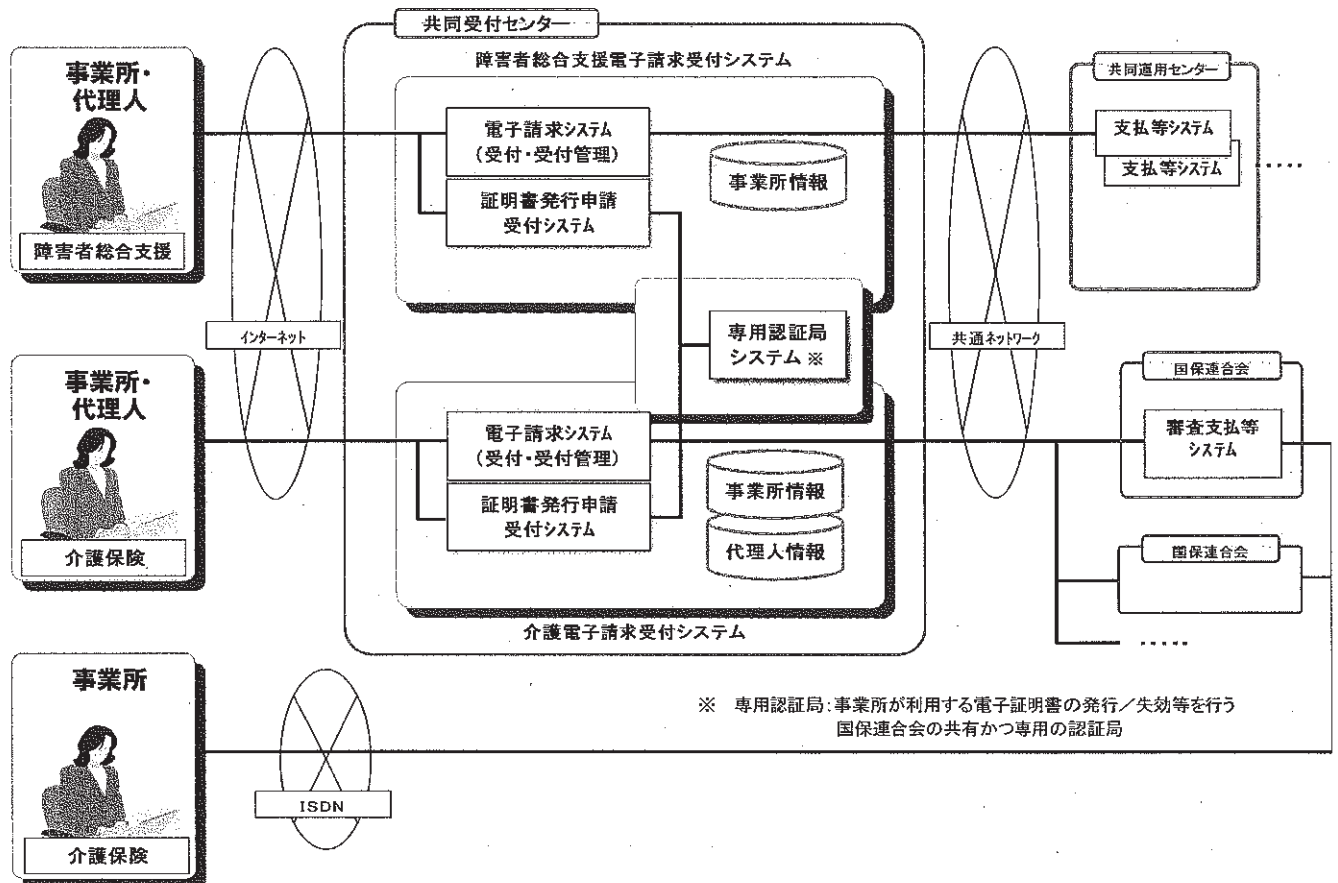 共同受付センター
障害者総合支援電子請求受付システム
事業所・
代理人
障害者総合支援
電子請求システム
(受付・受付管理)
証明書発行申請
受付システム
事業所情報
共同運用センター
支払等システム
支払等システム
‥‥‥
インターネット
専用認証局
システム ※
共通ネットワーク
事業所・
代理人
介護保険
電子請求システム
(受付・受付管理)
証明書発行申請
受付システム
事業所情報
代理人情報
介護電子請求受付システム
国保連合会
審査支払等
システム
国保連合会
‥‥‥
※ 専用認証局:事業所が利用する電子証明書の発行/失効等を行う
国保連合会の共有かつ専用の認証局
事業所
介護保険
ISDN